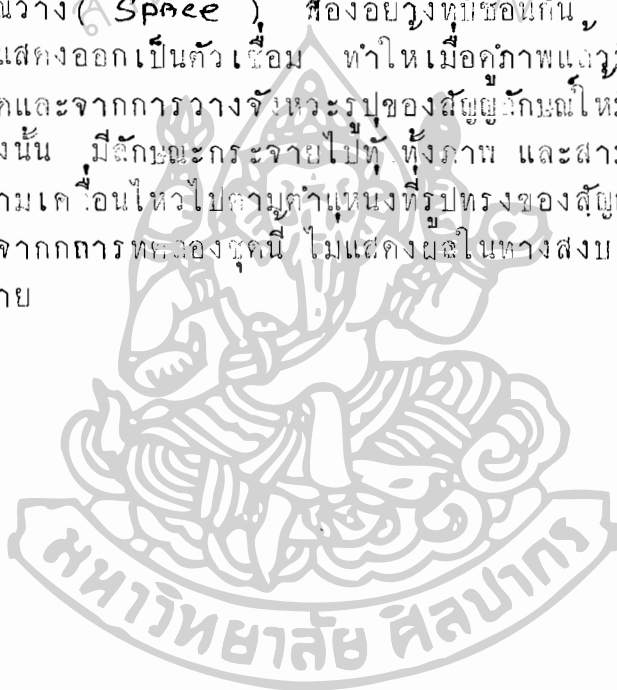 ณวาง( Space ) สองอยางทับซอนกัน
แสดงออกเป็นตัวเชื่อม ทำใหเมื่อดูภาพแลว
และจากการวางจังหวะรูปของสัญญลักษณ์ใหม
งนั้น มีลักษณะกระจายไปทั่ ทั้งภาพ และสา
ามเคลื่อนไหวไปตามตำแหนงที่รูปทรงของสัญ
จากกการทดลองชุดนี้ ไมแสดงผลในทางสงบ
าย
มหาวิทยาลัย ศิลปากร